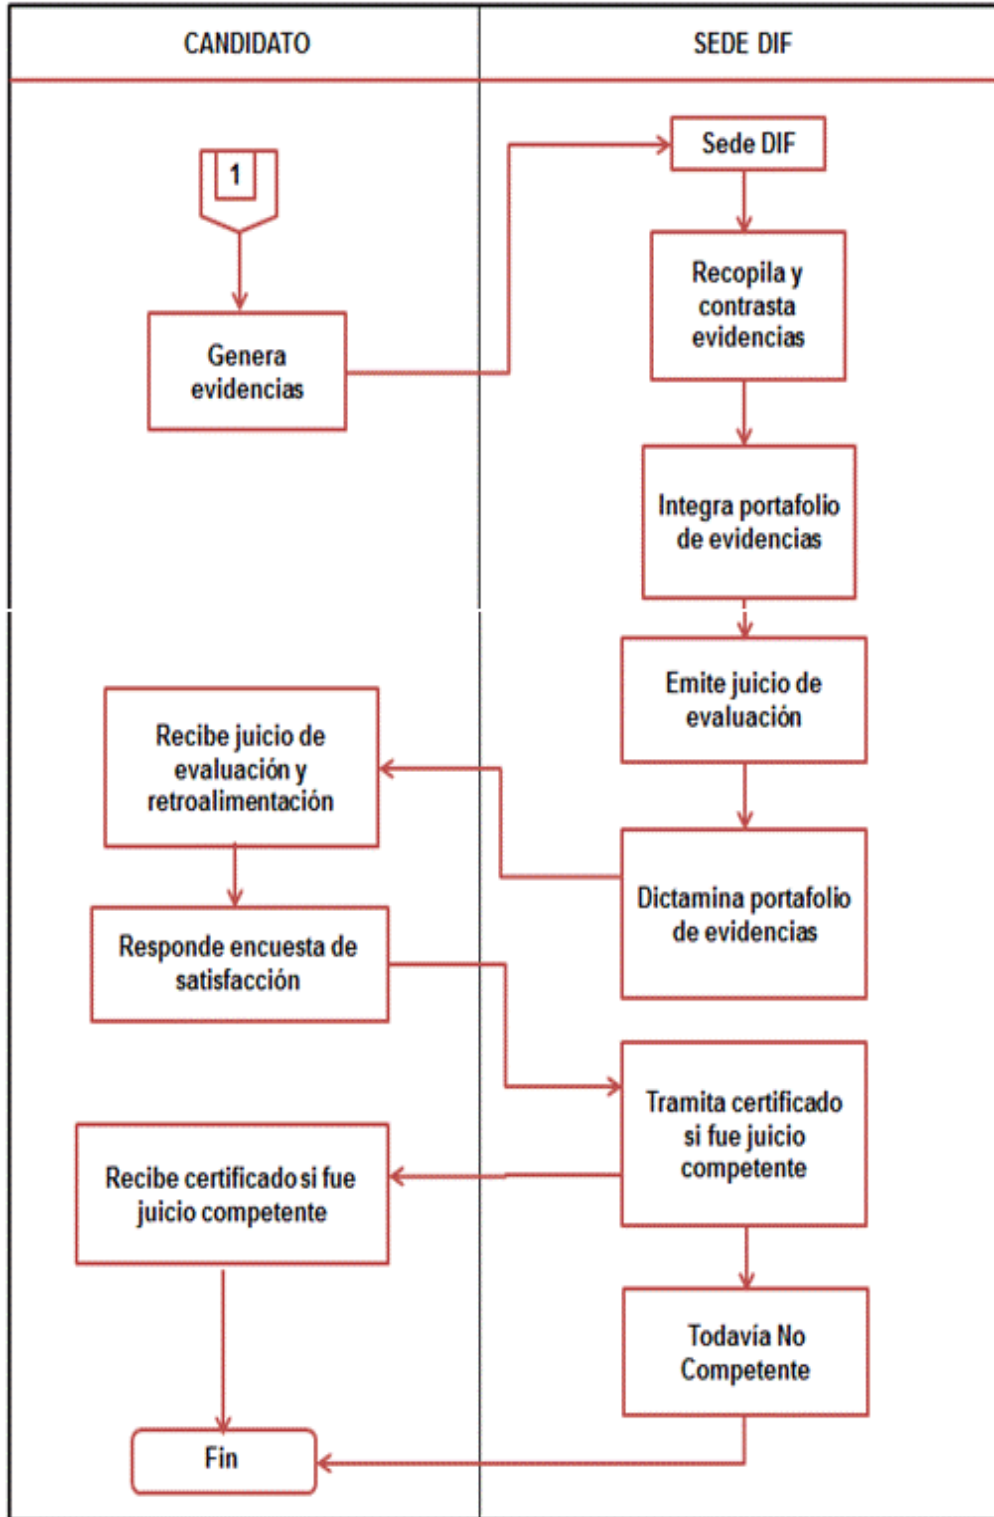 CANDIDATO
SEDE DIF
1
Genera
evidencias
Sede DIF
Recopila y
contrasta
evidencias
Integra portafolio
de evidencias
Emite juicio de
evaluación
Dictamina portafolio
de evidencias
Recibe juicio de
evaluación y
retroalimentación
Responde encuesta de
satisfacción
Tramita certificado
si fue juicio
competente
Recibe certificado si fue
juicio competente
Todavía No
Competente
Fin